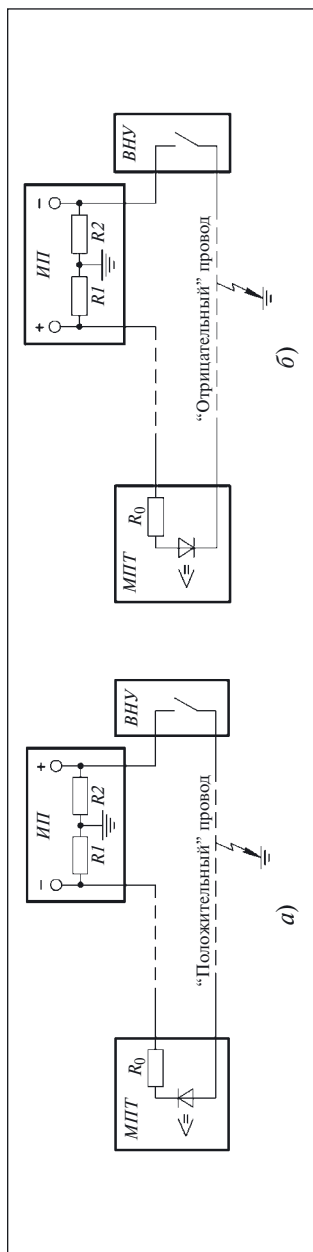 ИП
− +
R1 R2
ВНУ
МПТ
R0
<=
“Положительный” провод
а)
ИП
+ −
R1 R2
ВНУ
МПТ
R0
<=
“Отрицательный” провод
б)